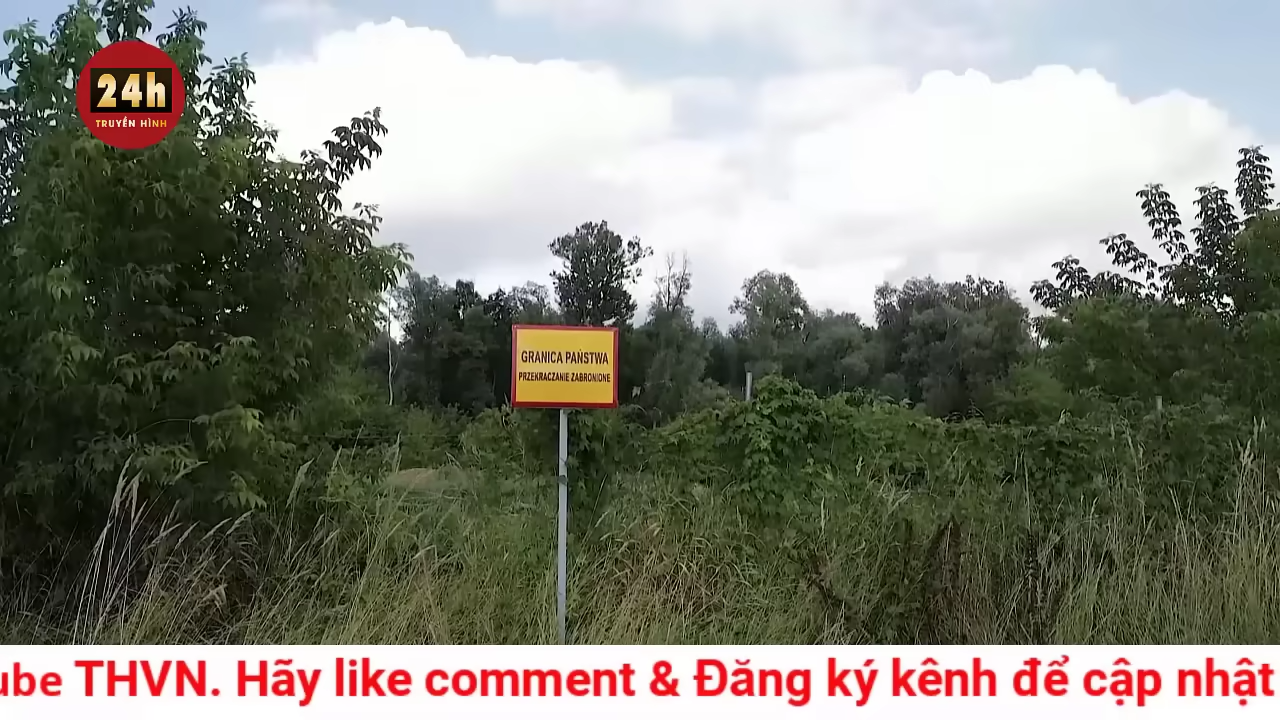 24h
TRUYỀN HÌNH
GRANICA PAŃSTWA
PRZEKRACZANIE ZABRONIONE
ube THVN. Hãy like comment & Đăng ký kênh để cập nhật